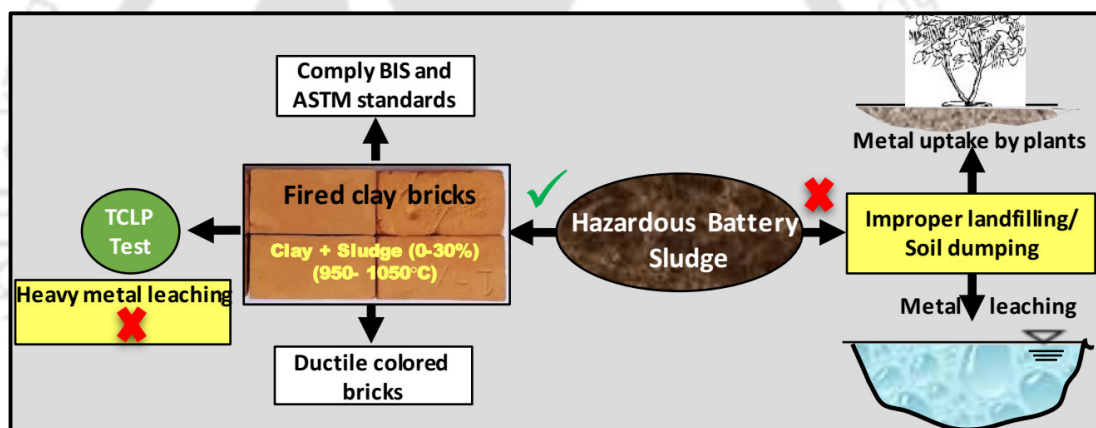 Comply BIS and
ASTM standards
Metal uptake by plants
Fired clay bricks
Clay + Sludge (0-30%)
(950- 1050°C)
TCLP
Test
Hazardous Battery
Sludge
Improper landfilling/
Soil dumping
Heavy metal leaching
Metal leaching
Ductile colored
bricks